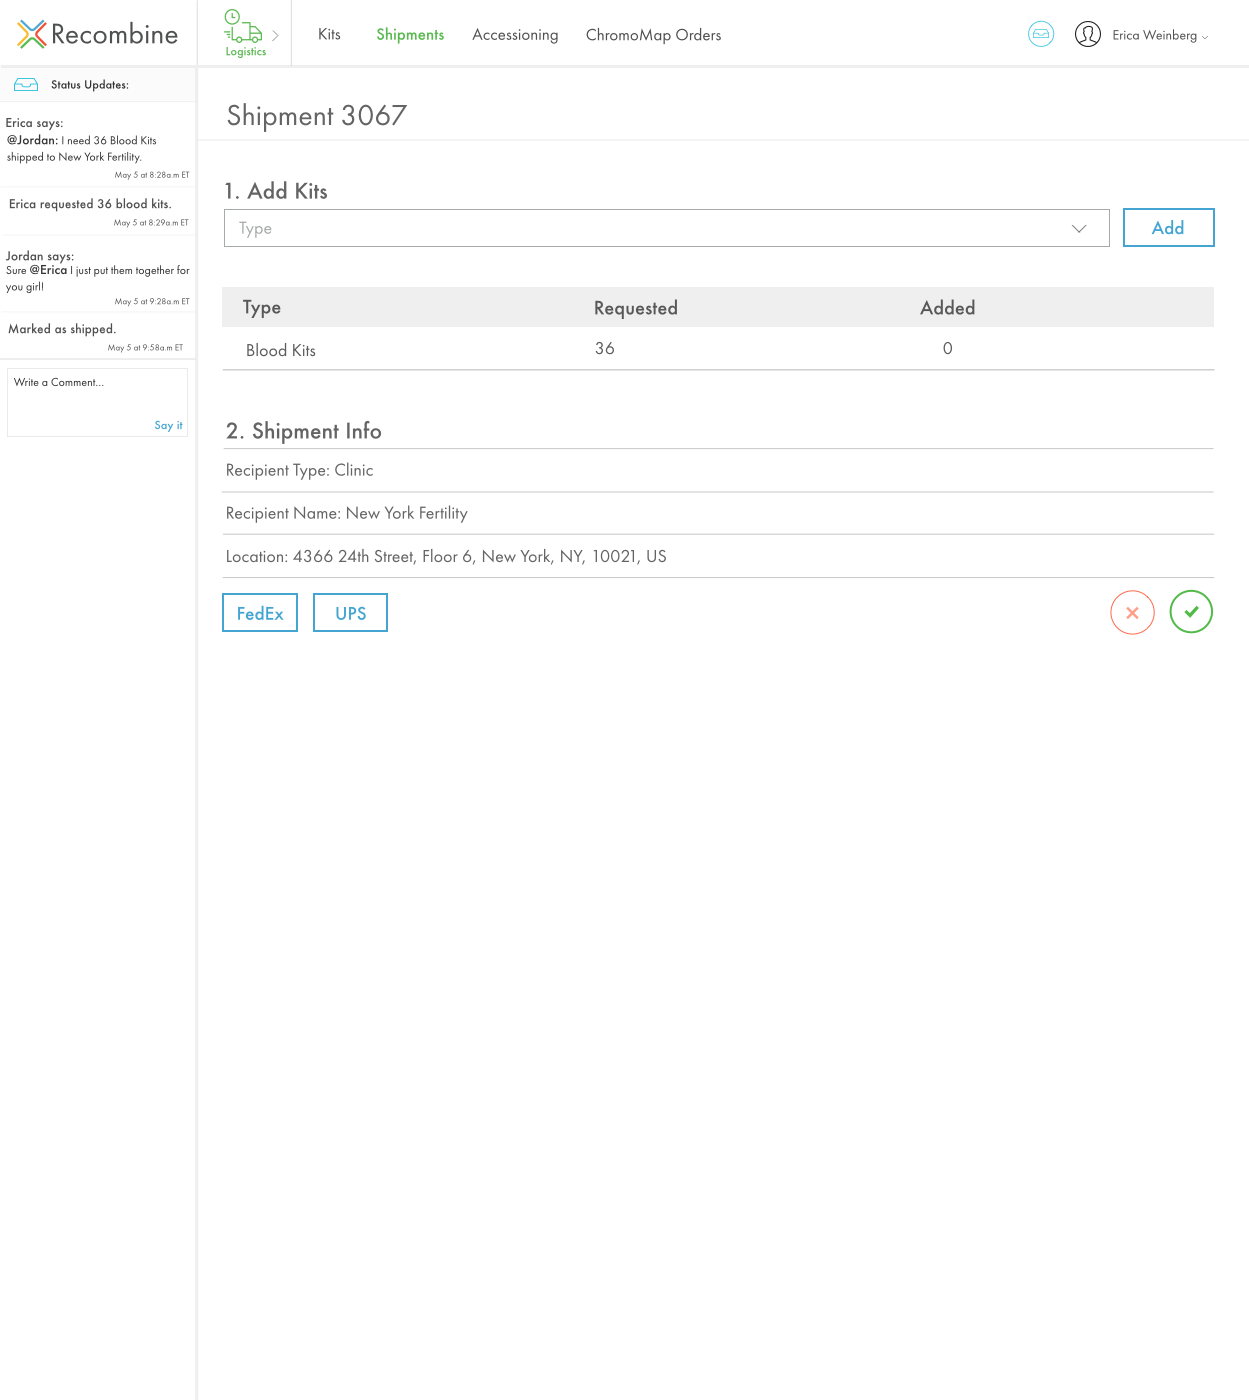 Recombine
Logistics
Kits
Shipments
Accessioning
ChromoMap Orders
Erica Weinberg
Status Updates:
Erica says:
@Jordan: I need 36 Blood Kits
shipped to New York Fertility.
May 5 at 8:28a.m ET
Erica requested 36 blood kits.
May 5 at 8:29a.m ET
Jordan says:
Sure @Erica I just put them together for
you girl!
May 5 at 9:28a.m ET
Marked as shipped.
May 5 at 9:58a.m ET
Write a Comment...
Say it
Shipment 3067
1. Add Kits
Type
Add
Type Requested Added
Blood Kits 36 0
2. Shipment Info
Recipient Type: Clinic
Recipient Name: New York Fertility
Location: 4366 24th Street, Floor 6, New York, NY, 10021, US
FedEx
UPS